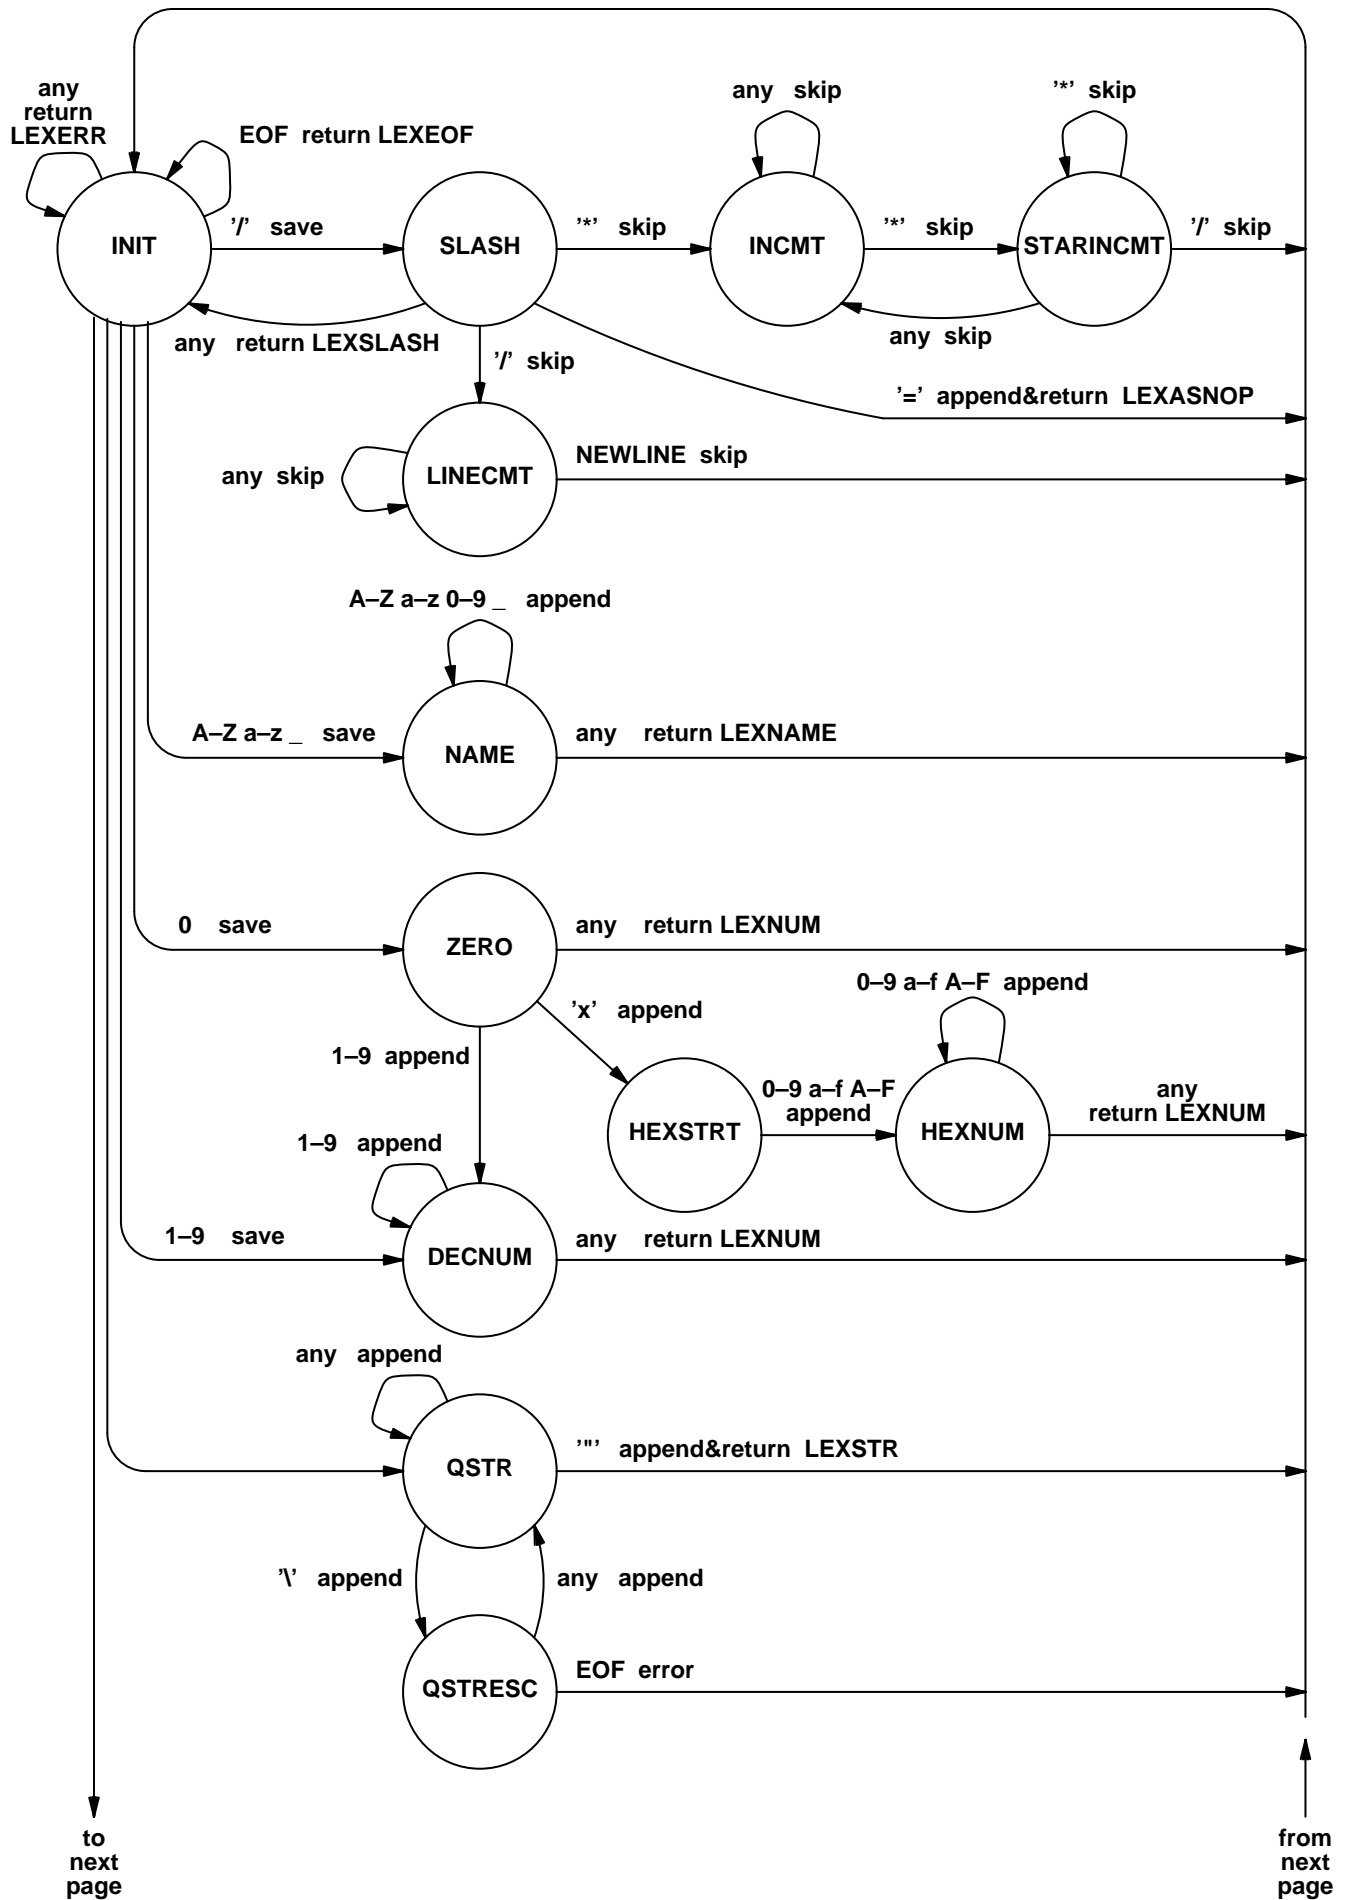 any
return
LEXERR
EOF return LEXEOF
any skip
’*’ skip
INIT
’/’ save
SLASH
’*’ skip
INCMT
’*’ skip
STARINCMT
’/’ skip
any return LEXSLASH
’/’ skip
any skip
’=’ append&return LEXASNOP
any skip
LINECMT
NEWLINE skip
A–Z a–z 0–9 _ append
A–Z a–z _ save
NAME
any return LEXNAME
0 save
ZERO
any return LEXNUM
’x’ append
0–9 a–f A–F append
1–9 append
HEXSTRT
0–9 a–f A–F
append
HEXNUM
any
return LEXNUM
1–9 append
1–9 save
DECNUM
any return LEXNUM
any append
QSTR
’"’ append&return LEXSTR
’\’ append
any append
QSTRESC
EOF error
to
next
page
from
next
page